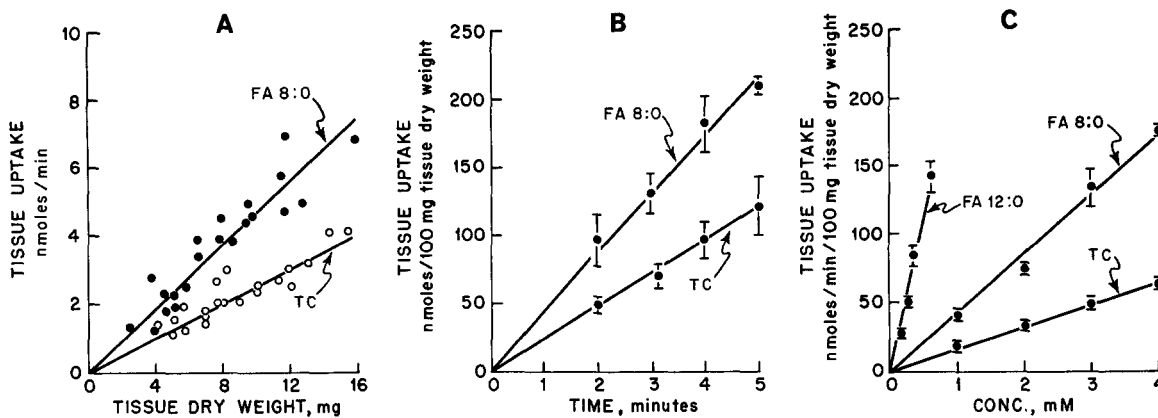 A
TISSUE UPTAKE
nmoles/min
10
8
6
4
2
0
FA 8:0
TC
0 4 8 12 16
TISSUE DRY WEIGHT, mg
B
TISSUE UPTAKE
nmoles/100 mg tissue dry weight
250
200
150
100
50
0
FA 8:0
TC
0 1 2 3 4 5
TIME, minutes
C
TISSUE UPTAKE
nmoles/min/100 mg tissue dry weight
250
200
150
100
50
0
FA 8:0
FA 12:0
TC
0 1 2 3 4
CONC., mM